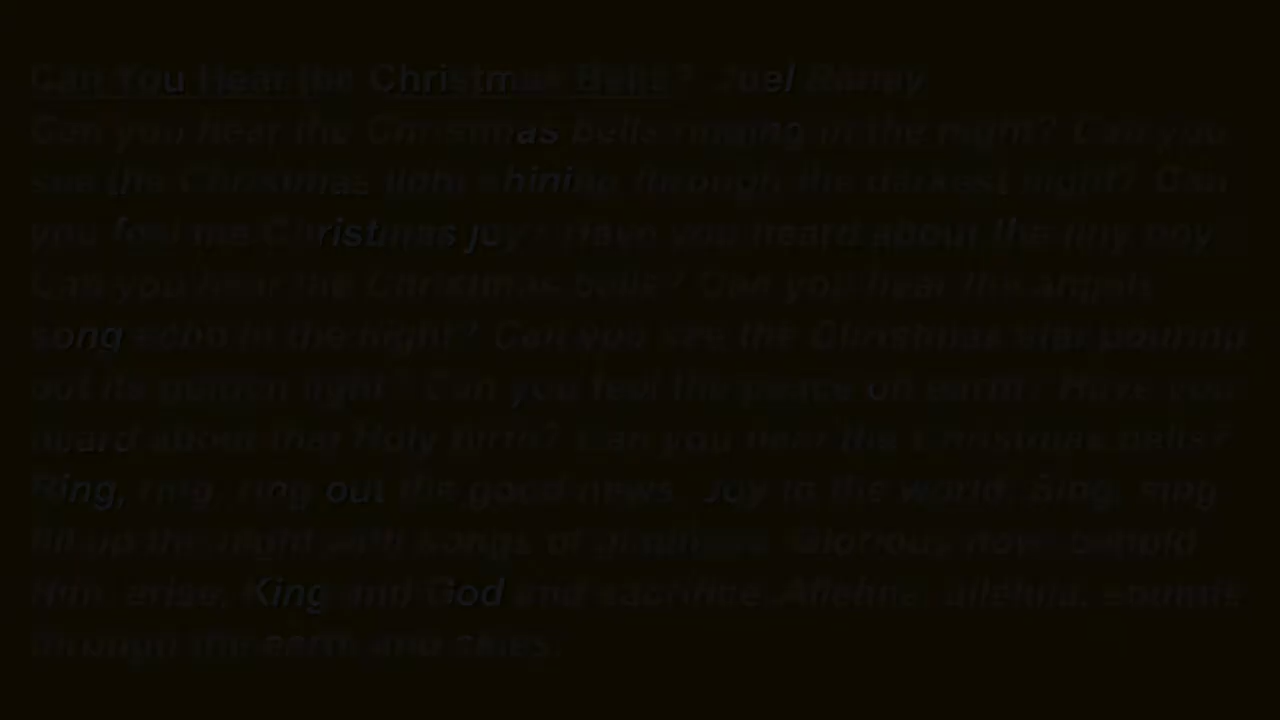 Can You Hear the Christmas Bells? Joel Raney
Can you hear the Christmas bells ringing in the night? Can you
see the Christmas light shining through the darkest night? Can
you feel the Christmas joy? Have you heard about the tiny boy
Can you hear the Christmas bells? Can you hear the angels
song echo in the night? Can you see the Christmas star pouring
out its golden light? Can you feel the peace on earth? Have you
heard about that Holy birth? Can you hear the Christmas bells?
Ring, ring, ring out the good news. Joy to the world. Sing, sing
fill up the night with songs of gladness. Glorious now behold
Him arise, King and God and sacrifice. Alleluia, alleluia, sounds
through the earth and skies.